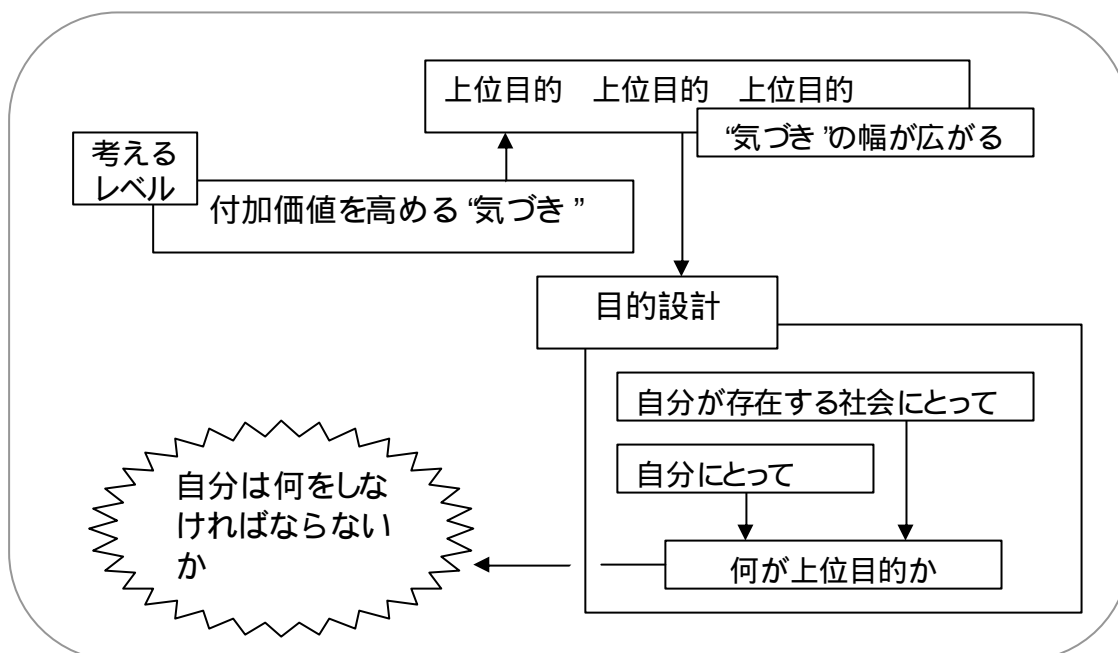 上位目的　上位目的　上位目的
“気づき”の幅が広がる
考える
レベル
付加価値を高める“気づき”
目的設計
自分が存在する社会にとって
自分にとって
何が上位目的か
自分は何をしな
ければならない
か